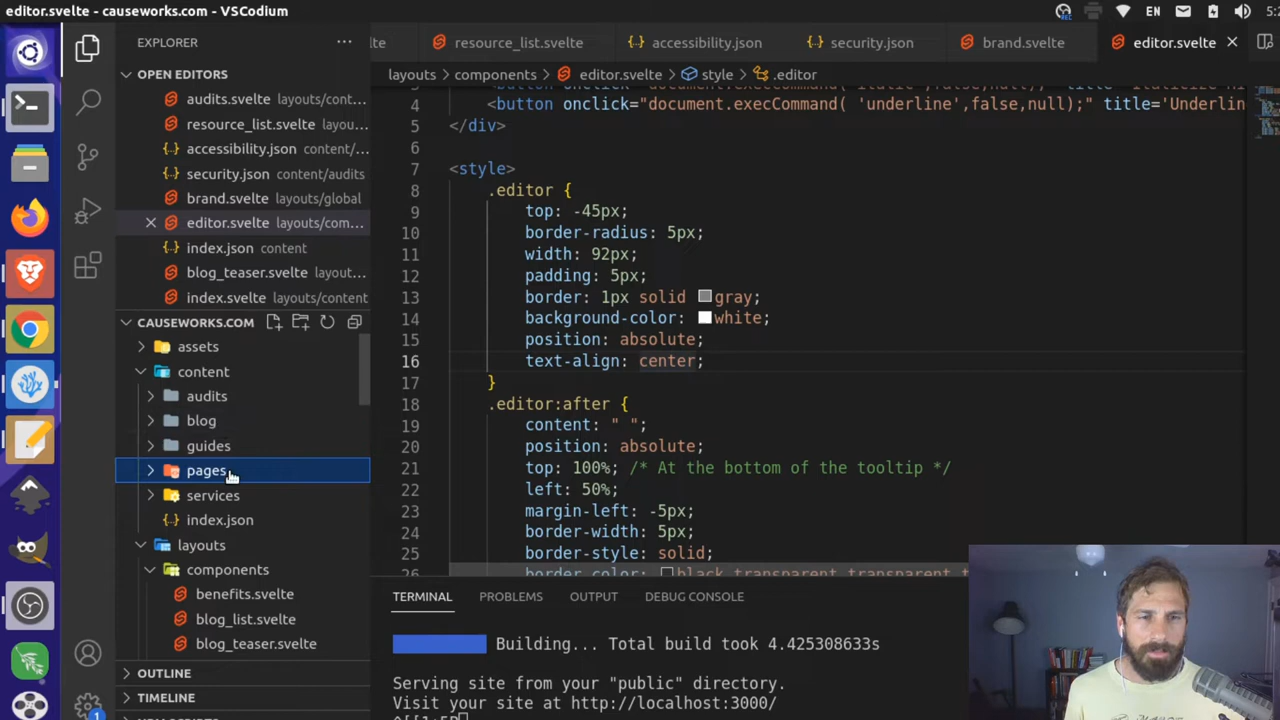 editor.svelte - causeworks.com - VSCodium
EN
EXPLORER
resource_list.svelte
accessibility.json
security.json
brand.svelte
editor.svelte
OPEN EDITORS
audits.svelte layouts/cont...
resource_list.svelte layou...
accessibility.json content/...
security.json content/audits
brand.svelte layouts/global
editor.svelte layouts/com...
index.json content
blog_teaser.svelte layout...
index.svelte layouts/content
CAUSEWORKS.COM
assets
content
audits
blog
guides
pages
services
index.json
layouts
components
benefits.svelte
blog_list.svelte
blog_teaser.svelte
OUTLINE
TIMELINE
1
layouts > components > editor.svelte > style > .editor
4 <button onclick="document.execCommand( 'underline',false,null);" title='Underlin
5 </div>
6
7 <style>
8 .editor {
9 top: -45px;
10 border-radius: 5px;
11 width: 92px;
12 padding: 5px;
13 border: 1px solid gray;
14 background-color: white;
15 position: absolute;
16 text-align: center;
17 }
18 .editor:after {
19 content: " ";
20 position: absolute;
21 top: 100%; /* At the bottom of the tooltip */
22 left: 50%;
23 margin-left: -5px;
24 border-width: 5px;
25 border-style: solid;
26 border-color: black transparent transparent
TERMINAL PROBLEMS OUTPUT DEBUG CONSOLE
Building... Total build took 4.425308633s
Serving site from your "public" directory.
Visit your site at http://localhost:3000/